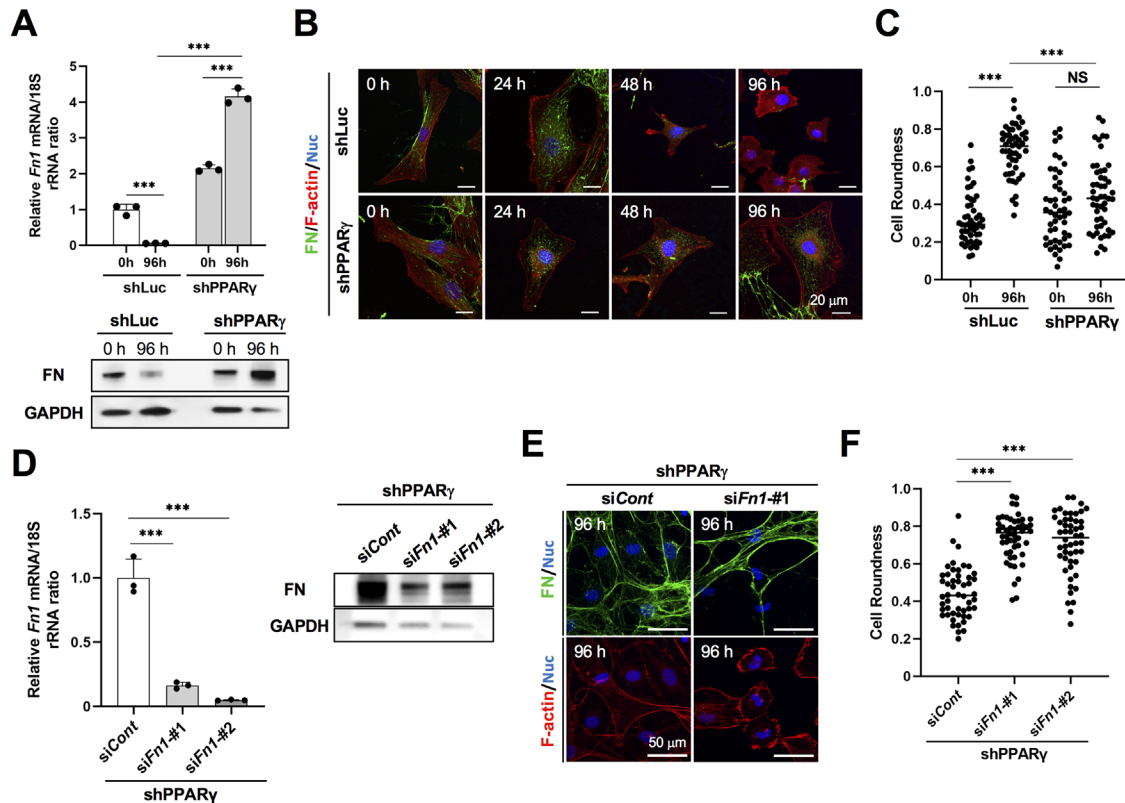 A
Relative Fn1 mRNA/18S
rRNA ratio
***
***
***
5
4
3
2
1
0
0h 96h 0h 96h
shLuc shPPARγ
shLuc shPPARγ
0 h 96 h 0 h 96 h
FN
GAPDH
B
FN/F-actin/Nuc
shLuc
0 h 24 h 48 h 96 h
shPPARγ
0 h 24 h 48 h 96 h
20 μm
C
Cell Roundness
***
*** NS
1.0
0.8
0.6
0.4
0.2
0
0h 96h 0h 96h
shLuc shPPARγ
D
Relative Fn1 mRNA/18S
rRNA ratio
***
***
1.5
1.0
0.5
0.0
siCont siFn1-#1 siFn1-#2
shPPARγ
shPPARγ
siCont siFn1-#1 siFn1-#2
FN
GAPDH
E
shPPARγ
siCont siFn1-#1
FN/Nuc
96 h 96 h
F-actin/Nuc
96 h 96 h
50 μm
F
Cell Roundness
***
***
1.0
0.8
0.6
0.4
0.2
0
siCont siFn1-#1 siFn1-#2
shPPARγ